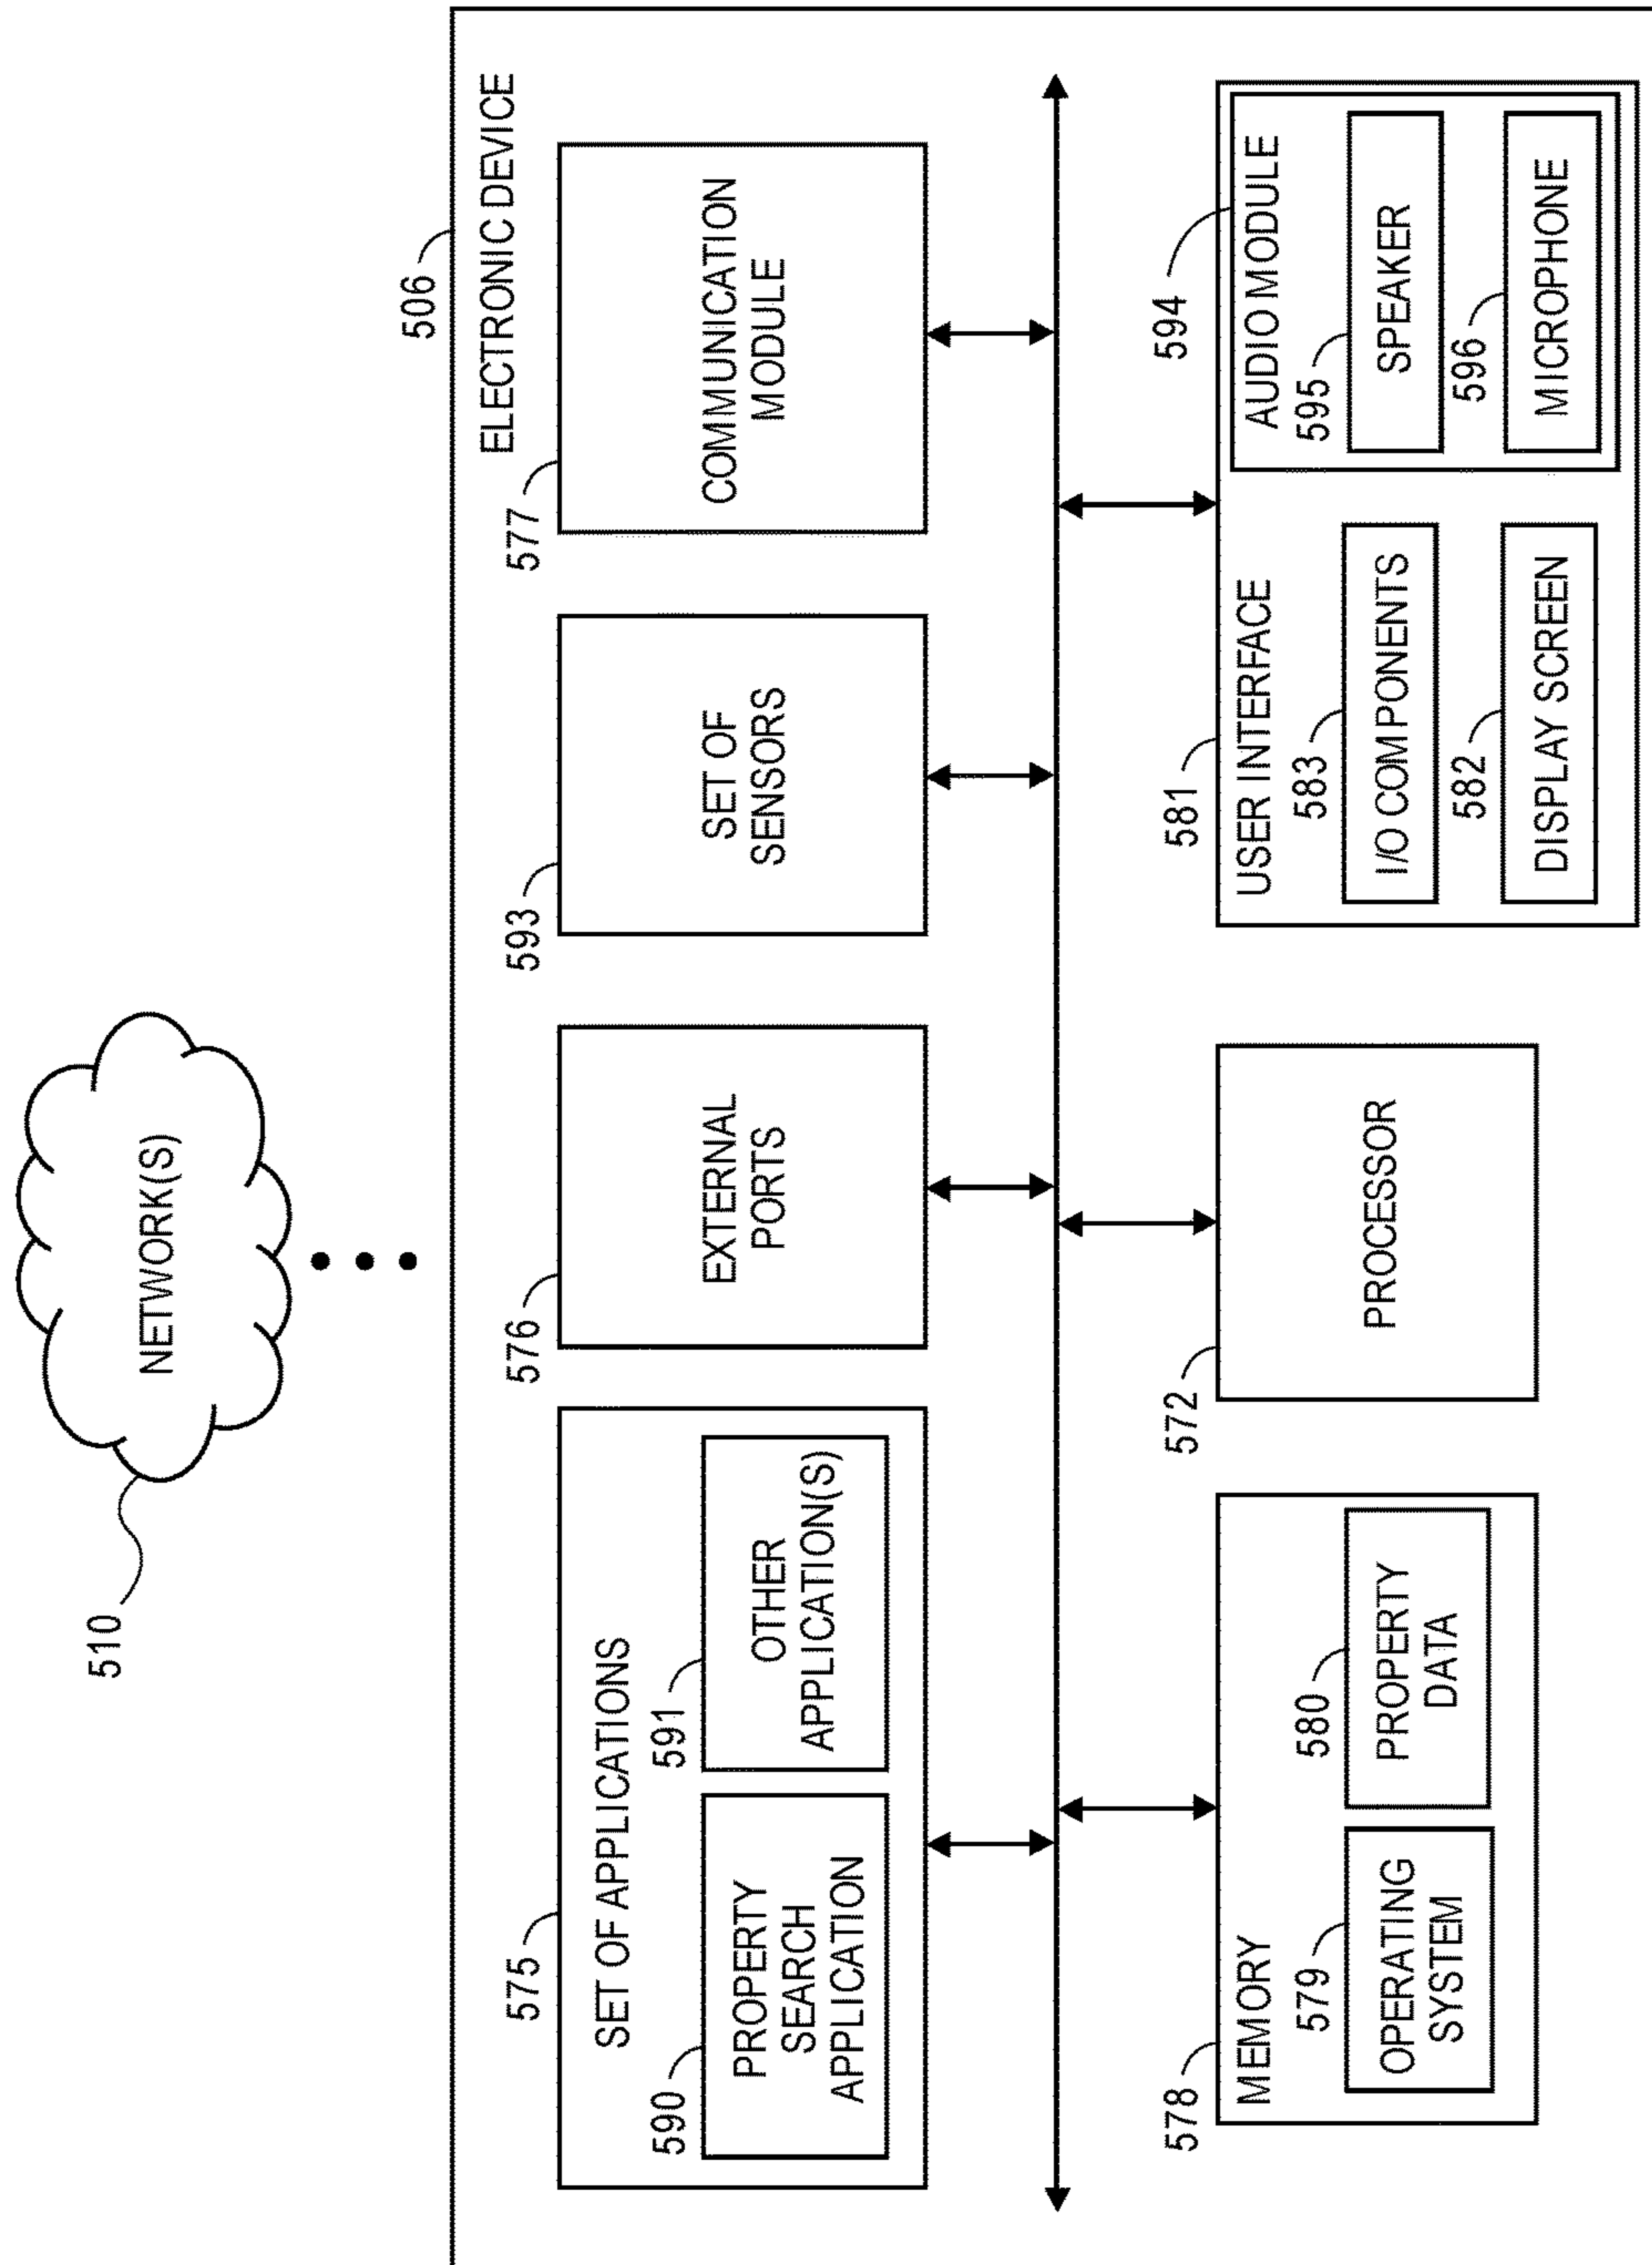 NETWORK(S)
510
506
ELECTRONIC DEVICE
575
SET OF APPLICATIONS
590
PROPERTY
SEARCH
APPLICATION
591
OTHER
APPLICATION(S)
576
EXTERNAL
PORTS
593
SET OF
SENSORS
577
COMMUNICATION
MODULE
578
MEMORY
579
OPERATING
SYSTEM
580
PROPERTY
DATA
572
PROCESSOR
581
USER INTERFACE
583
I/O COMPONENTS
582
DISPLAY SCREEN
594
AUDIO MODULE
595
SPEAKER
596
MICROPHONE